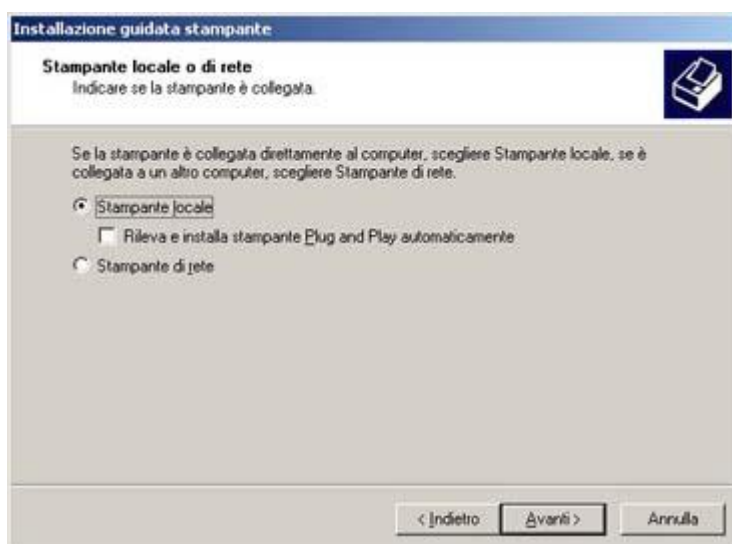 Installazione guidata stampante
Stampante locale o di rete
Indicare se la stampante è collegata.
Se la stampante è collegata direttamente al computer, scegliere Stampante locale, se è
collegata a un altro computer, scegliere Stampante di rete.
Stampante locale
Rileva e installa stampante Plug and Play automaticamente
Stampante di rete
< Indietro Avanti > Annulla